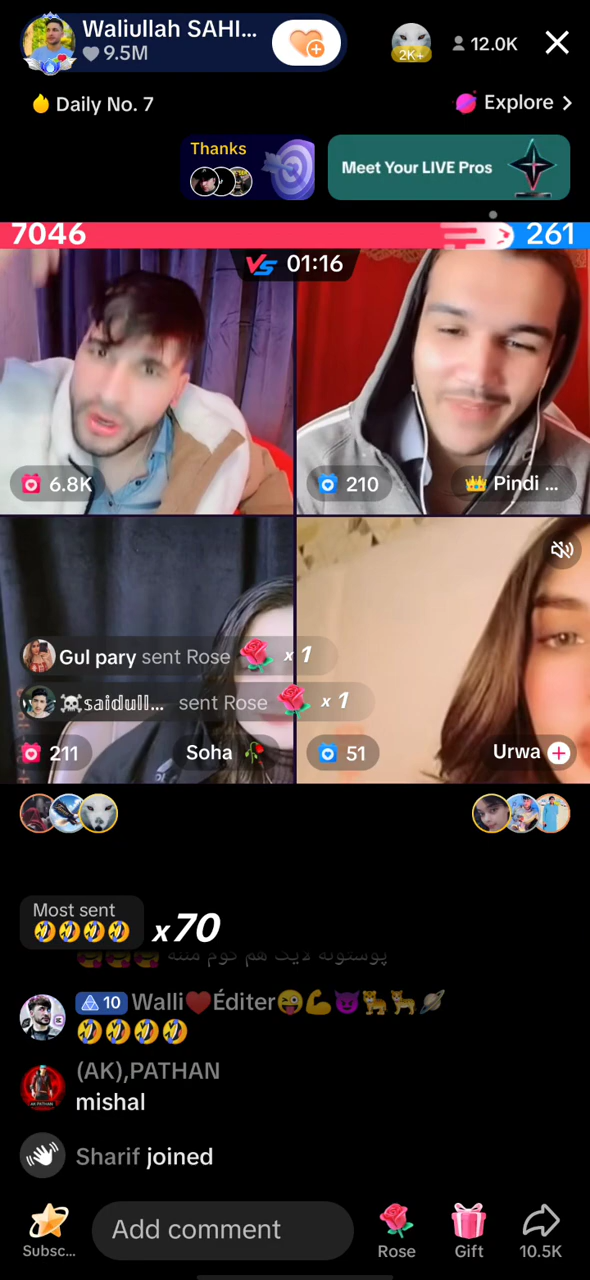 Waliullah SAHI...
9.5M
2K+
12.0K
Daily No. 7
Explore
Thanks
Meet Your LIVE Pros
7046
261
VS 01:16
6.8K
210
Pindi ...
Gul pary sent Rose x 1
☠️𝕤𝕒𝕚𝕕𝕦𝕝𝕝... sent Rose x 1
211
Soha 🥀
51
Urwa
Most sent
🤣🤣🤣🤣 x70
10 Walli❤️Éditer😜💪😈🐅🐆🪐
🤣🤣🤣🤣
(AK),PATHAN
mishal
Sharif joined
Subsc...
Add comment
Rose
Gift
10.5K